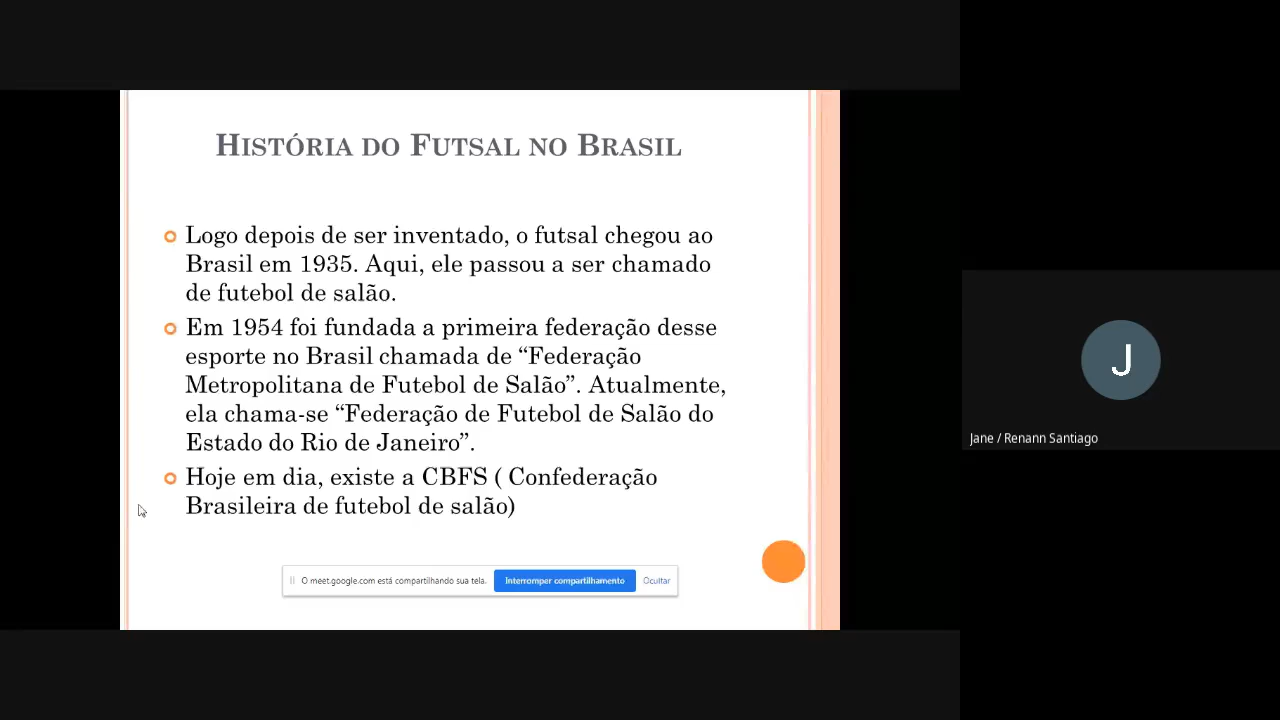 História do Futsal no Brasil
Logo depois de ser inventado, o futsal chegou ao
Brasil em 1935. Aqui, ele passou a ser chamado
de futebol de salão.
Em 1954 foi fundada a primeira federação desse
esporte no Brasil chamada de “Federação
Metropolitana de Futebol de Salão”. Atualmente,
ela chama-se “Federação de Futebol de Salão do
Estado do Rio de Janeiro”.
Hoje em dia, existe a CBFS ( Confederação
Brasileira de futebol de salão)
O meet.google.com está compartilhando sua tela. Interromper compartilhamento Ocultar
J
Jane / Renann Santiago